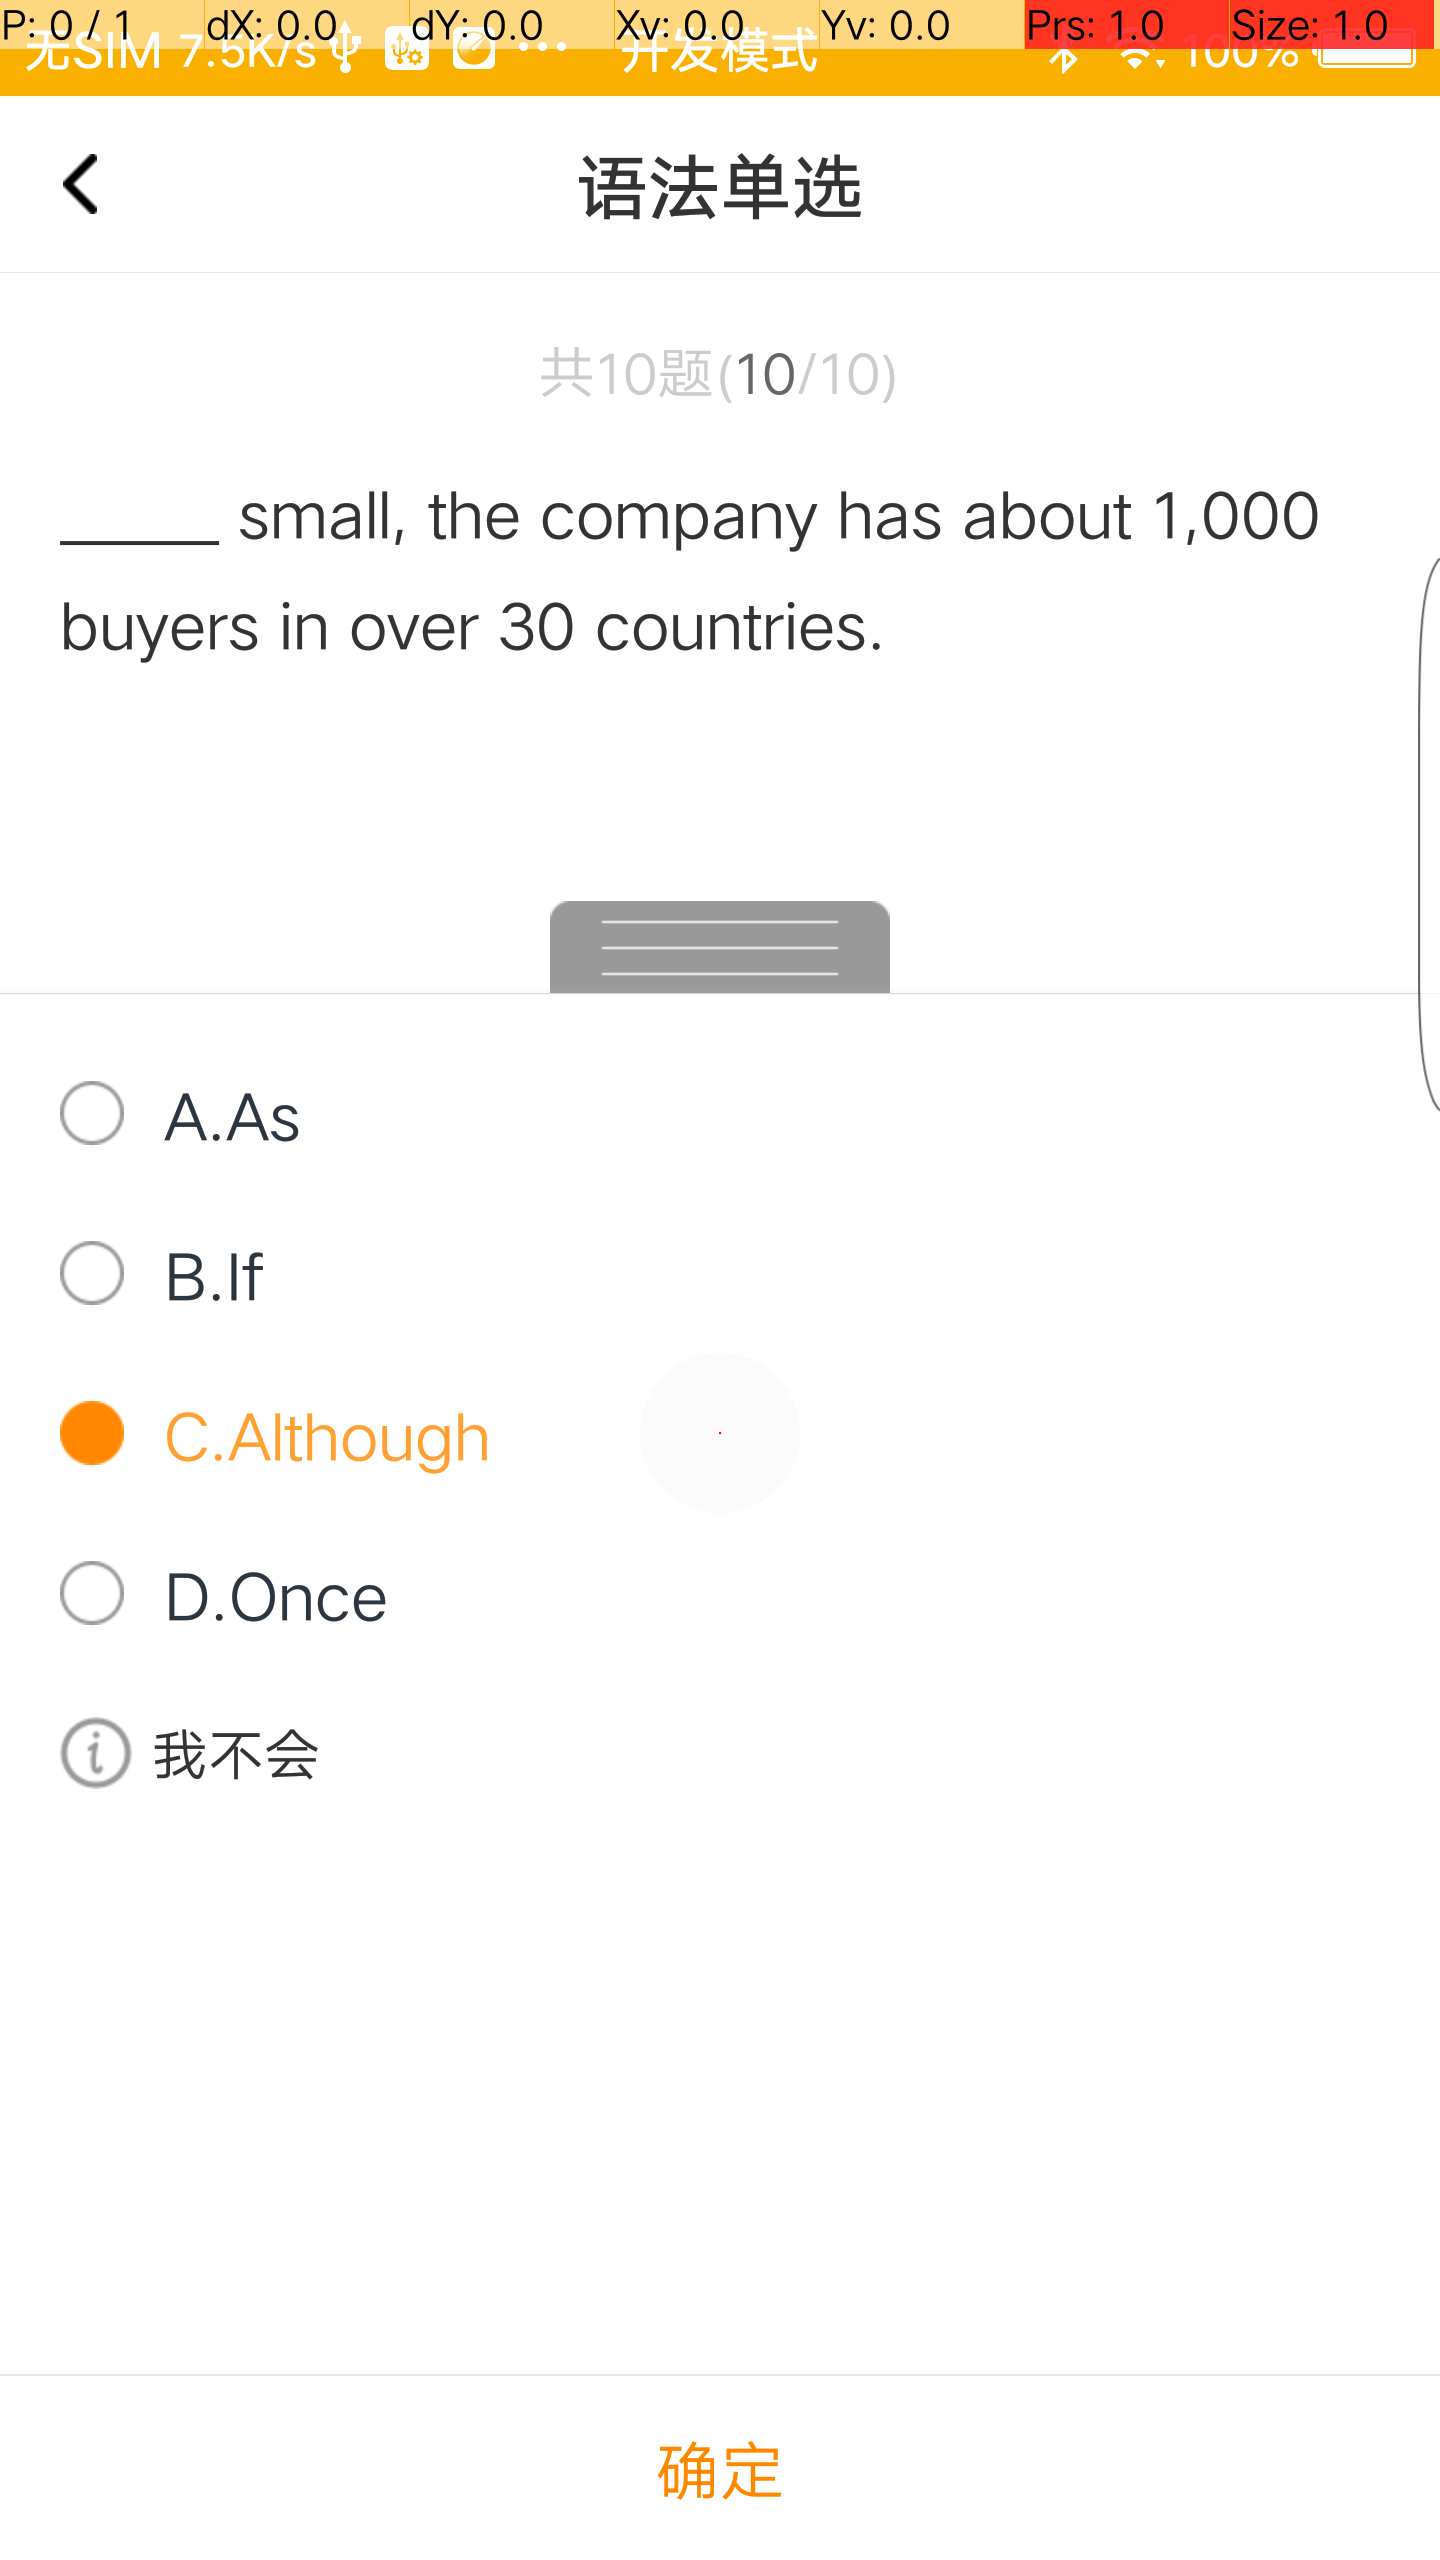 P: 0 / 1 dX: 0.0 dY: 0.0 Xv: 0.0 Yv: 0.0 Prs: 1.0 Size: 1.0
无SIM 7.5K/s 开发模式 100%
语法单选
共10题(10/10)
______ small, the company has about 1,000
buyers in over 30 countries.
A.As
B.If
C.Although
D.Once
我不会
确定